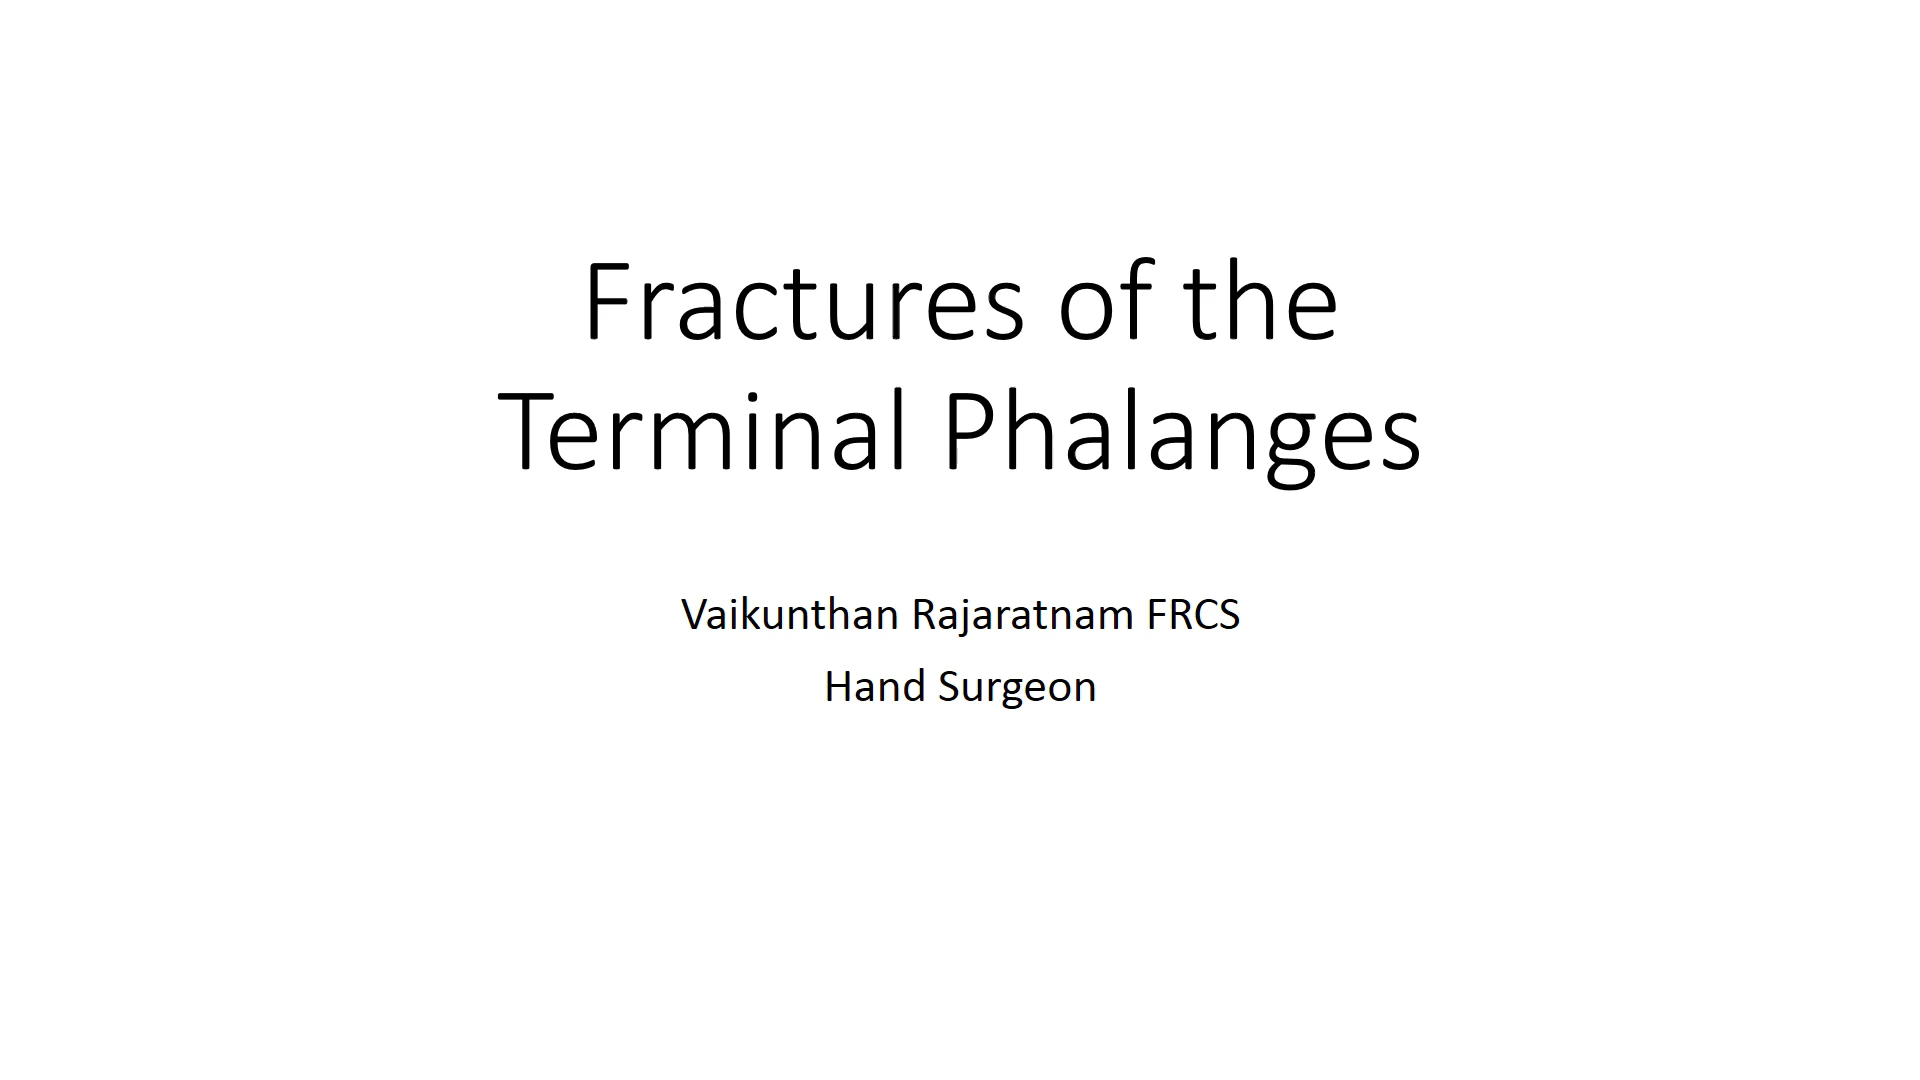 Fractures of the
Terminal Phalanges
Vaikunthan Rajaratnam FRCS
Hand Surgeon